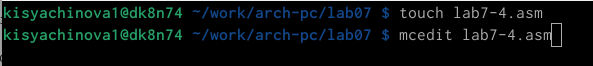 kisyachinova1@dk8n74 ~/work/arch-pc/lab07 $ touch lab7-4.asm
kisyachinova1@dk8n74 ~/work/arch-pc/lab07 $ mcedit lab7-4.asm